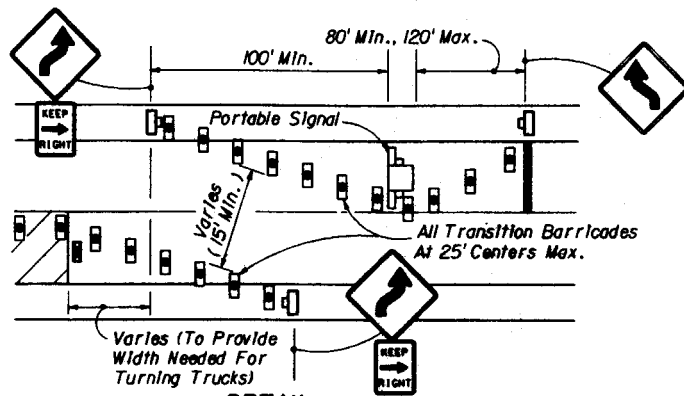 80' Min., 120' Max.
100' Min.
KEEP
RIGHT
Portable Signal
Varies
(15' Min.)
All Transition Barricades
At 25' Centers Max.
Varies (To Provide
Width Needed For
Turning Trucks)
KEEP
RIGHT